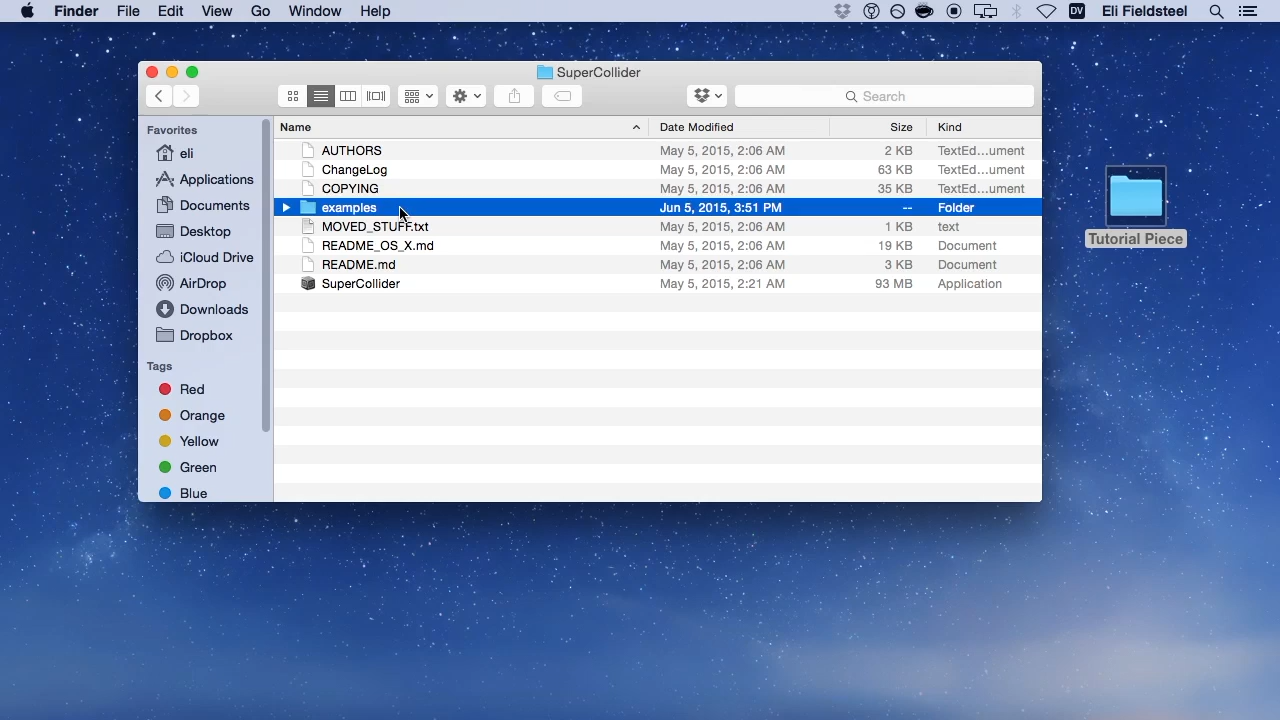 Finder File Edit View Go Window Help DV Eli Fieldsteel
SuperCollider
Search
Favorites
eli
Applications
Documents
Desktop
iCloud Drive
AirDrop
Downloads
Dropbox
Tags
Red
Orange
Yellow
Green
Blue
Name Date Modified Size Kind
AUTHORS May 5, 2015, 2:06 AM 2 KB TextEd...ument
ChangeLog May 5, 2015, 2:06 AM 63 KB TextEd...ument
COPYING May 5, 2015, 2:06 AM 35 KB TextEd...ument
examples Jun 5, 2015, 3:51 PM -- Folder
MOVED_STUFF.txt May 5, 2015, 2:06 AM 1 KB text
README_OS_X.md May 5, 2015, 2:06 AM 19 KB Document
README.md May 5, 2015, 2:06 AM 3 KB Document
SuperCollider May 5, 2015, 2:21 AM 93 MB Application
Tutorial Piece